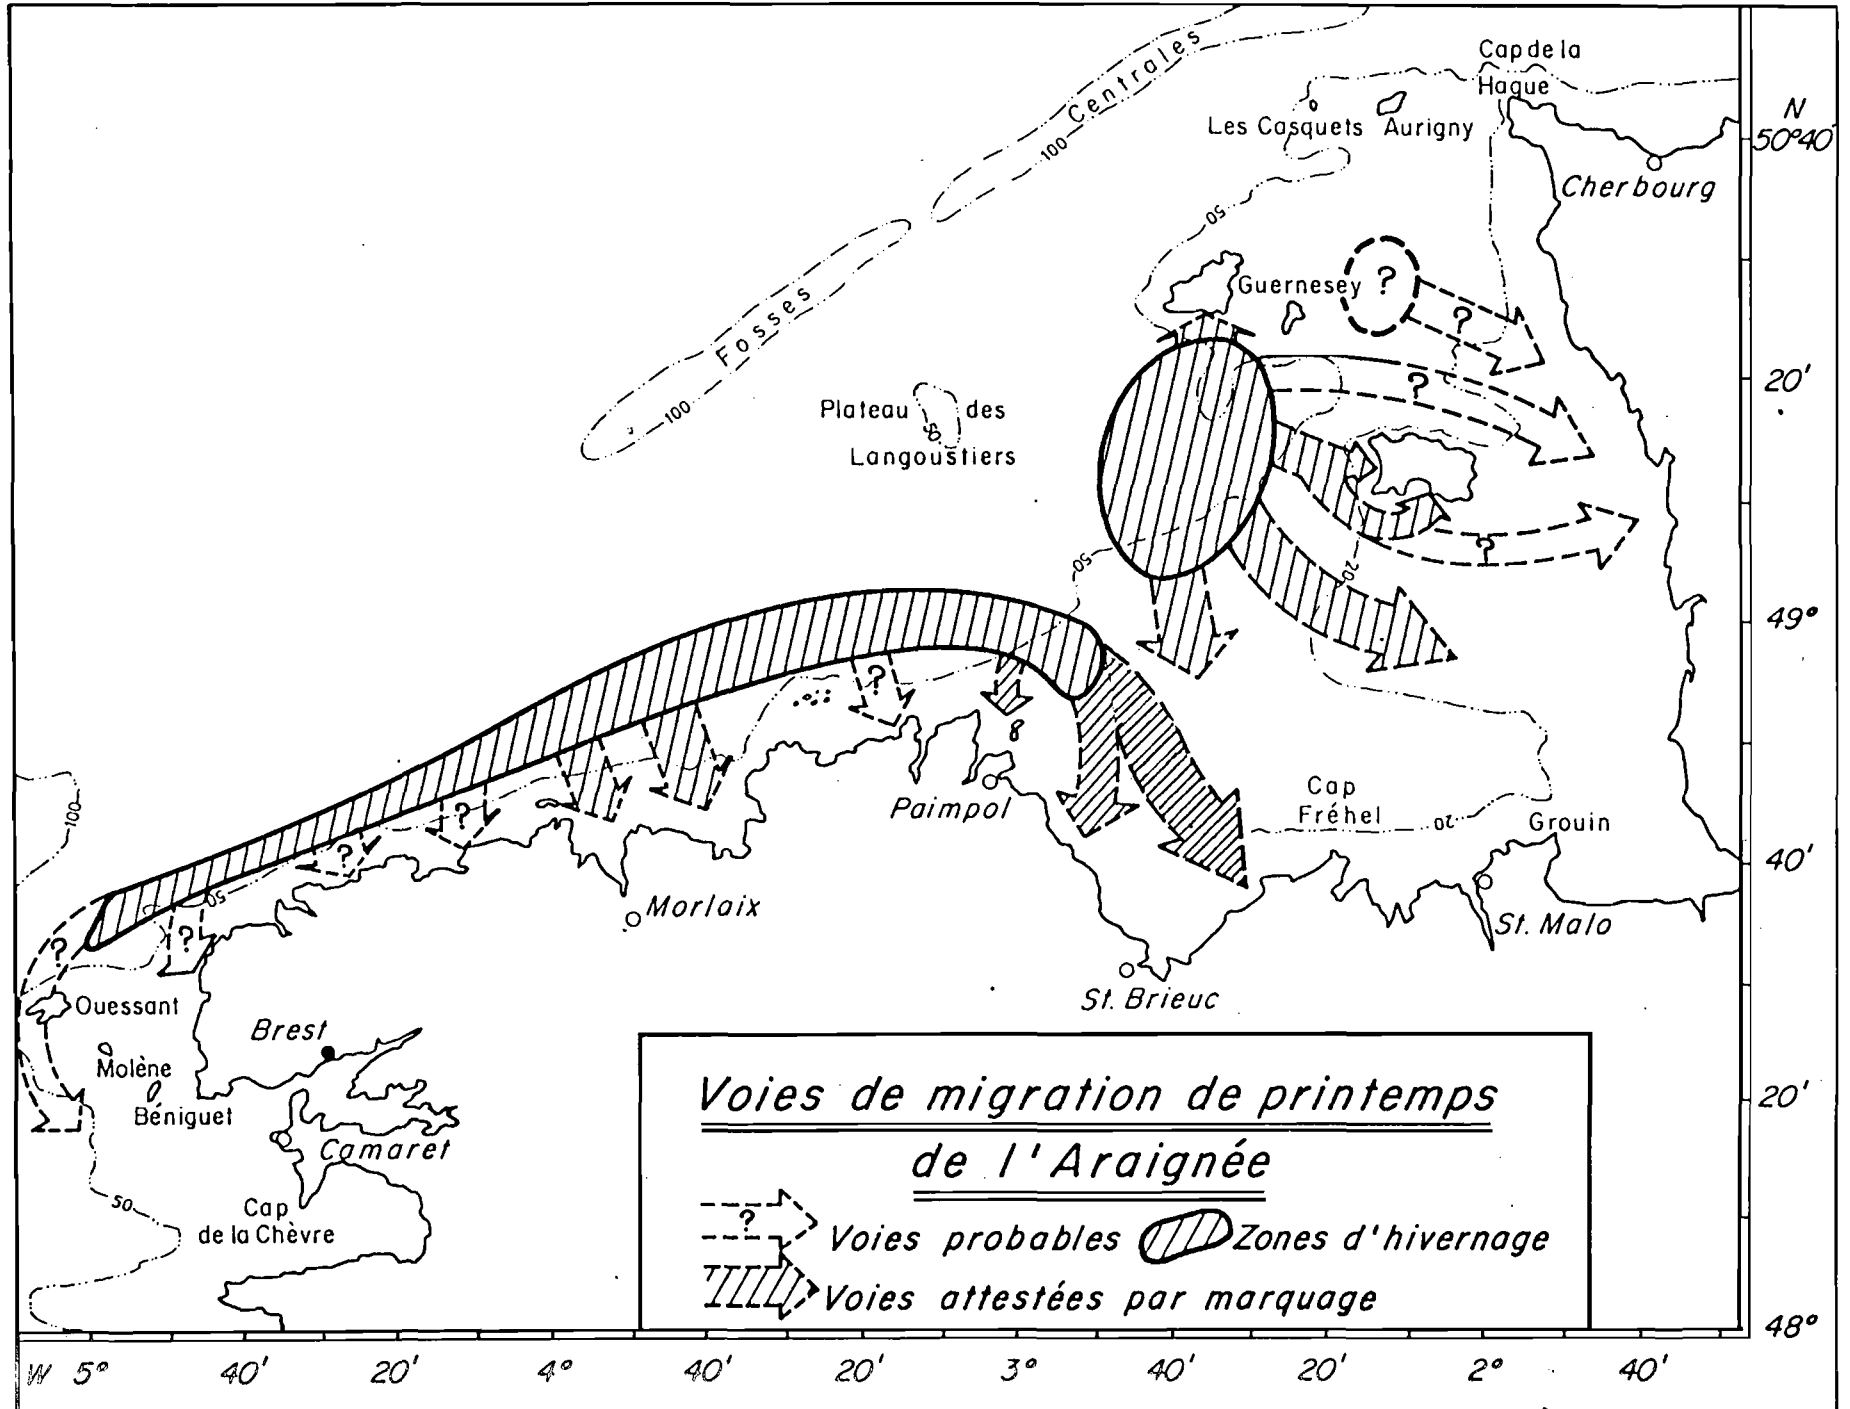 Cap de la
Hague
Centrales
N
Les Casquets Aurigny
50°40'
100
Cherbourg
50
Guernesey
?
?
Fosses
20'
?
100
Plateau des
50
Langoustiers
?
50
20
49°
?
100
?
?
Cap
Fréhel
Paimpol
20
Grouin
40'
50
Morlaix
St. Malo
?
?
Ouessant
St. Brieuc
Brest
Molène
Béniguet
Camaret
20'
50
Cap
de la Chèvre
Voies de migration de printemps
de l'Araignée
?
Voies probables
Zones d'hivernage
Voies attestées par marquage
48°
W 5° 40' 20' 4° 40' 20' 3° 40' 20' 2° 40'